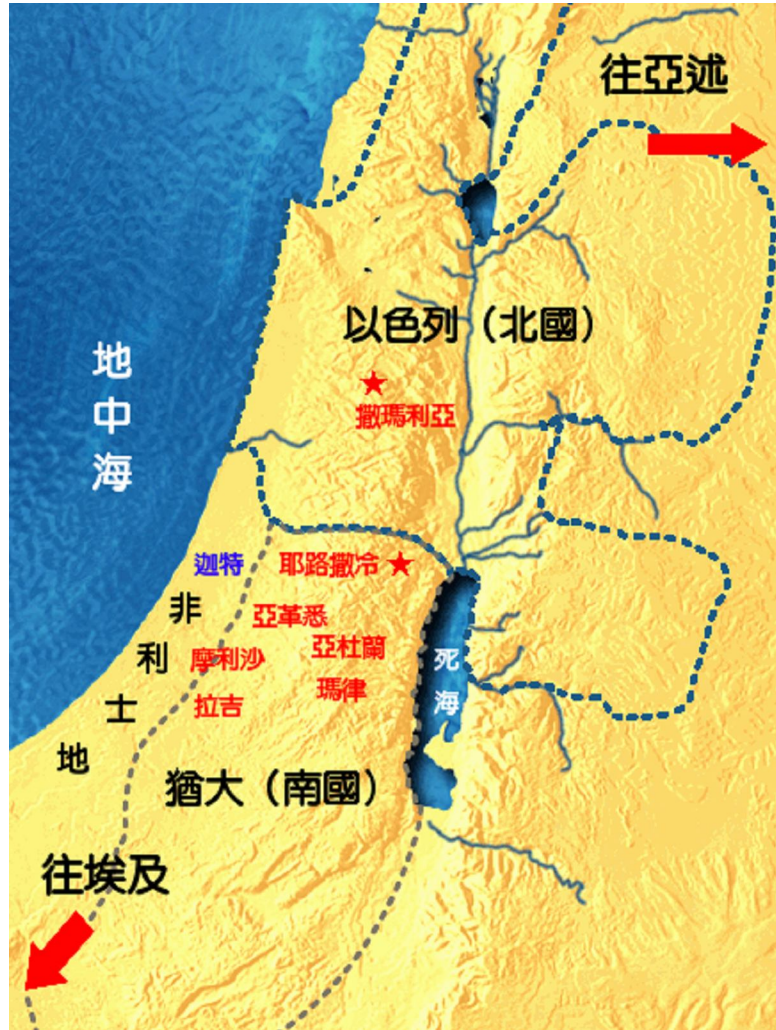 往亞述
以色列（北國）
地中海
撒瑪利亞
迦特
耶路撒冷
非利士地
亞革悉
亞杜蘭
摩利沙
死海
瑪律
拉吉
猶大（南國）
往埃及